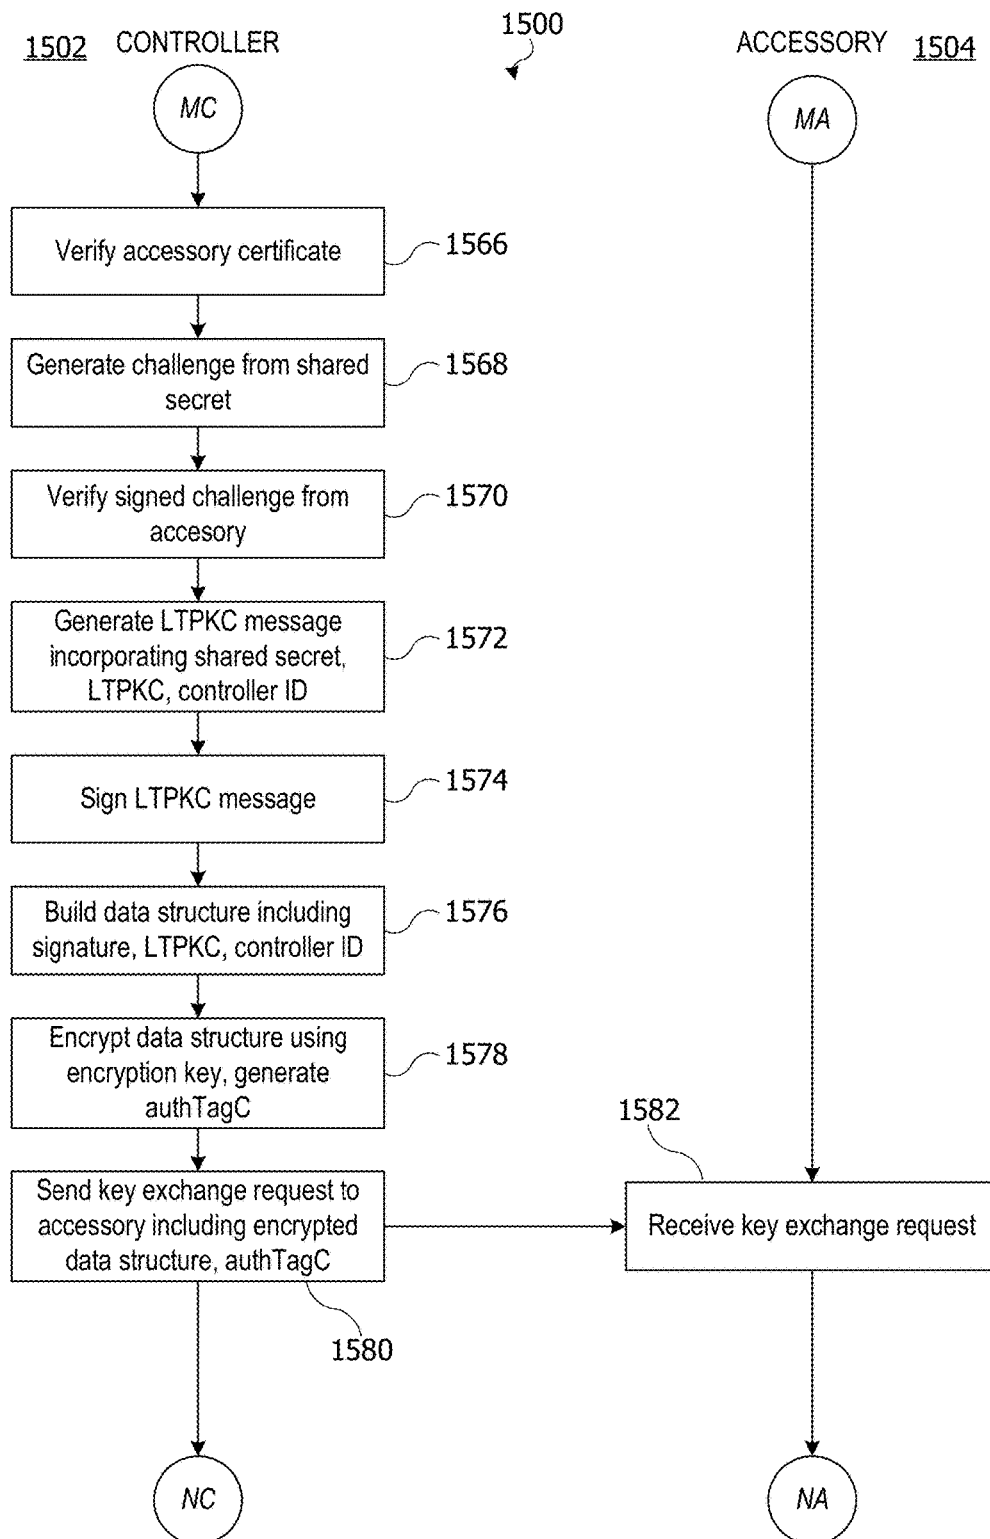 1500
1502 CONTROLLER
ACCESSORY 1504
MC
MA
Verify accessory certificate
1566
Generate challenge from shared
secret
1568
Verify signed challenge from
accesory
1570
Generate LTPKC message
incorporating shared secret,
LTPKC, controller ID
1572
Sign LTPKC message
1574
Build data structure including
signature, LTPKC, controller ID
1576
Encrypt data structure using
encryption key, generate
authTagC
1578
Send key exchange request to
accessory including encrypted
data structure, authTagC
1580
1582
Receive key exchange request
NC
NA